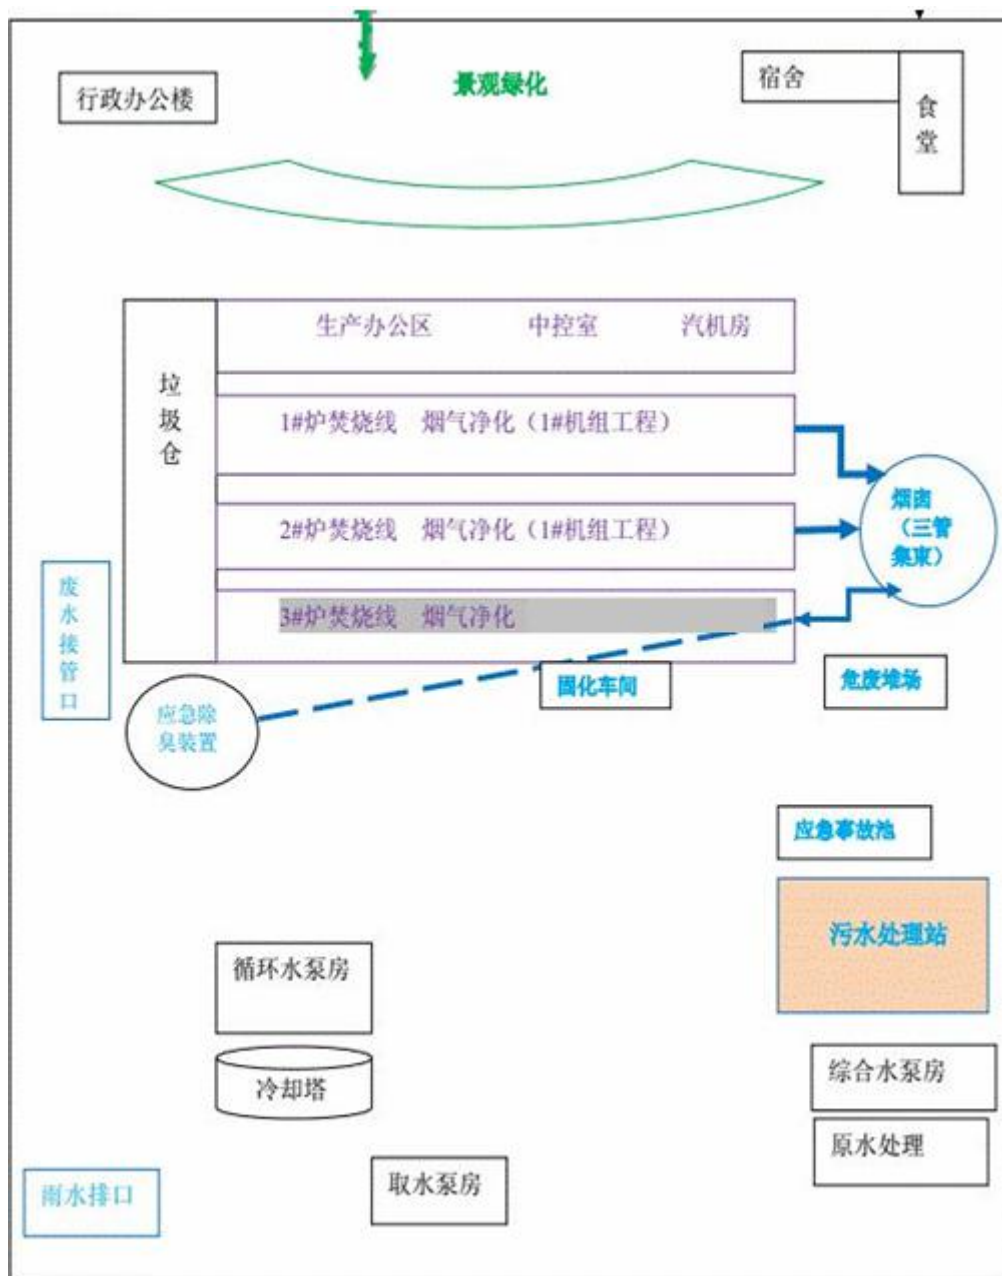 景观绿化
行政办公楼
宿舍
食
堂
生产办公区 中控室 汽机房
垃
圾
仓
1#炉焚烧线 烟气净化（1#机组工程）
2#炉焚烧线 烟气净化（1#机组工程）
3#炉焚烧线 烟气净化
烟囱
（三管
集束）
废
水
接
管
口
固化车间
危废堆场
应急除
臭装置
应急事故池
污水处理站
循环水泵房
冷却塔
综合水泵房
原水处理
取水泵房
雨水排口